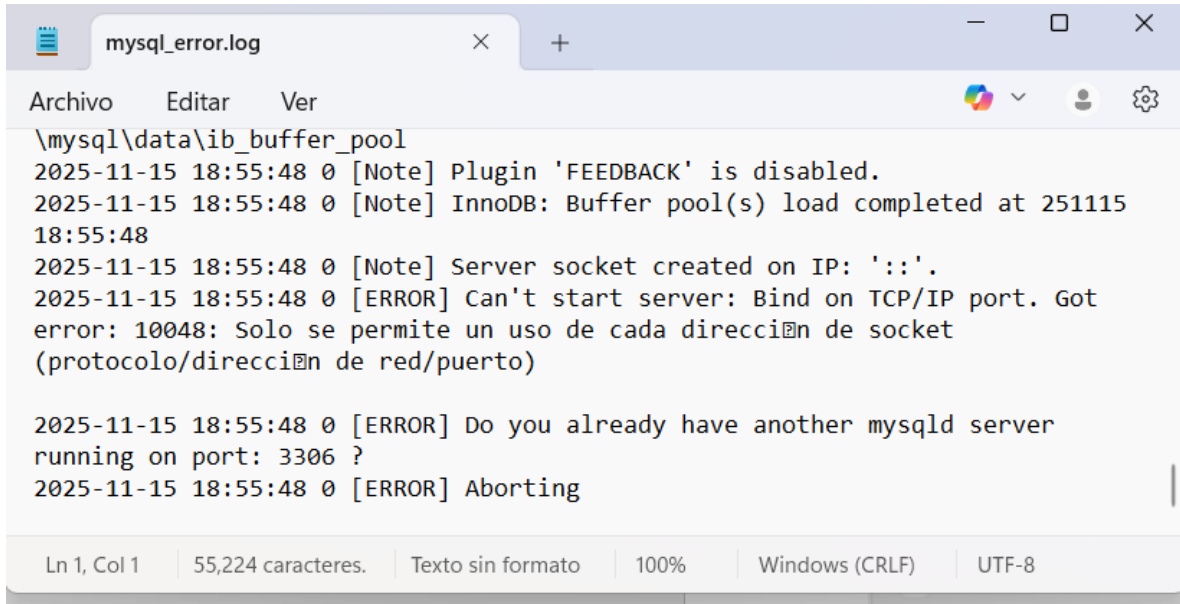 mysql_error.log
Archivo Editar Ver
\mysql\data\ib_buffer_pool
2025-11-15 18:55:48 0 [Note] Plugin 'FEEDBACK' is disabled.
2025-11-15 18:55:48 0 [Note] InnoDB: Buffer pool(s) load completed at 251115
18:55:48
2025-11-15 18:55:48 0 [Note] Server socket created on IP: '::'.
2025-11-15 18:55:48 0 [ERROR] Can't start server: Bind on TCP/IP port. Got
error: 10048: Solo se permite un uso de cada direcci�n de socket
(protocolo/direcci�n de red/puerto)
2025-11-15 18:55:48 0 [ERROR] Do you already have another mysqld server
running on port: 3306 ?
2025-11-15 18:55:48 0 [ERROR] Aborting
Ln 1, Col 1 55,224 caracteres. Texto sin formato 100% Windows (CRLF) UTF-8